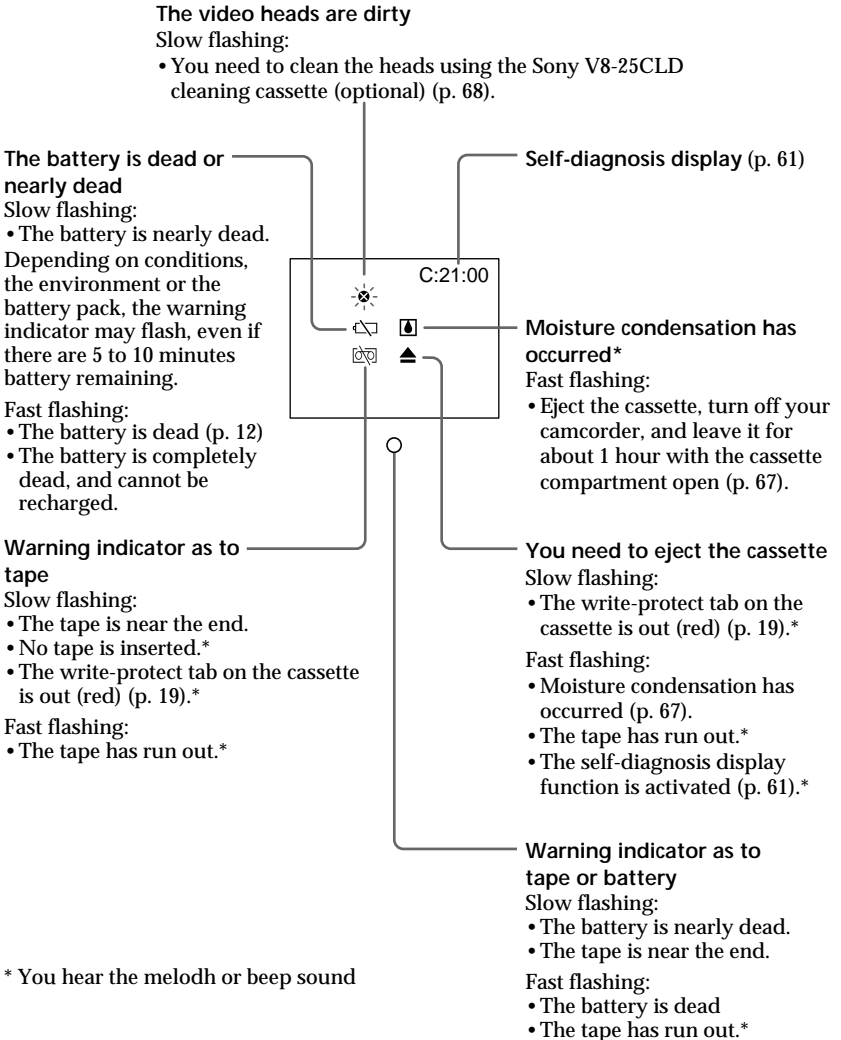 The video heads are dirty
Slow flashing:
•You need to clean the heads using the Sony V8-25CLD
cleaning cassette (optional) (p. 68).
The battery is dead or
nearly dead
Slow flashing:
•The battery is nearly dead.
Depending on conditions,
the environment or the
battery pack, the warning
indicator may flash, even if
there are 5 to 10 minutes
battery remaining.
Fast flashing:
•The battery is dead (p. 12)
•The battery is completely
dead, and cannot be
recharged.
Warning indicator as to
tape
Slow flashing:
•The tape is near the end.
•No tape is inserted.*
•The write-protect tab on the cassette
is out (red) (p. 19).*
Fast flashing:
•The tape has run out.*
C:21:00
Self-diagnosis display (p. 61)
Moisture condensation has
occurred*
Fast flashing:
•Eject the cassette, turn off your
camcorder, and leave it for
about 1 hour with the cassette
compartment open (p. 67).
You need to eject the cassette
Slow flashing:
•The write-protect tab on the
cassette is out (red) (p. 19).*
Fast flashing:
•Moisture condensation has
occurred (p. 67).
•The tape has run out.*
•The self-diagnosis display
function is activated (p. 61).*
Warning indicator as to
tape or battery
Slow flashing:
•The battery is nearly dead.
•The tape is near the end.
Fast flashing:
•The battery is dead
•The tape has run out.*
* You hear the melodh or beep sound